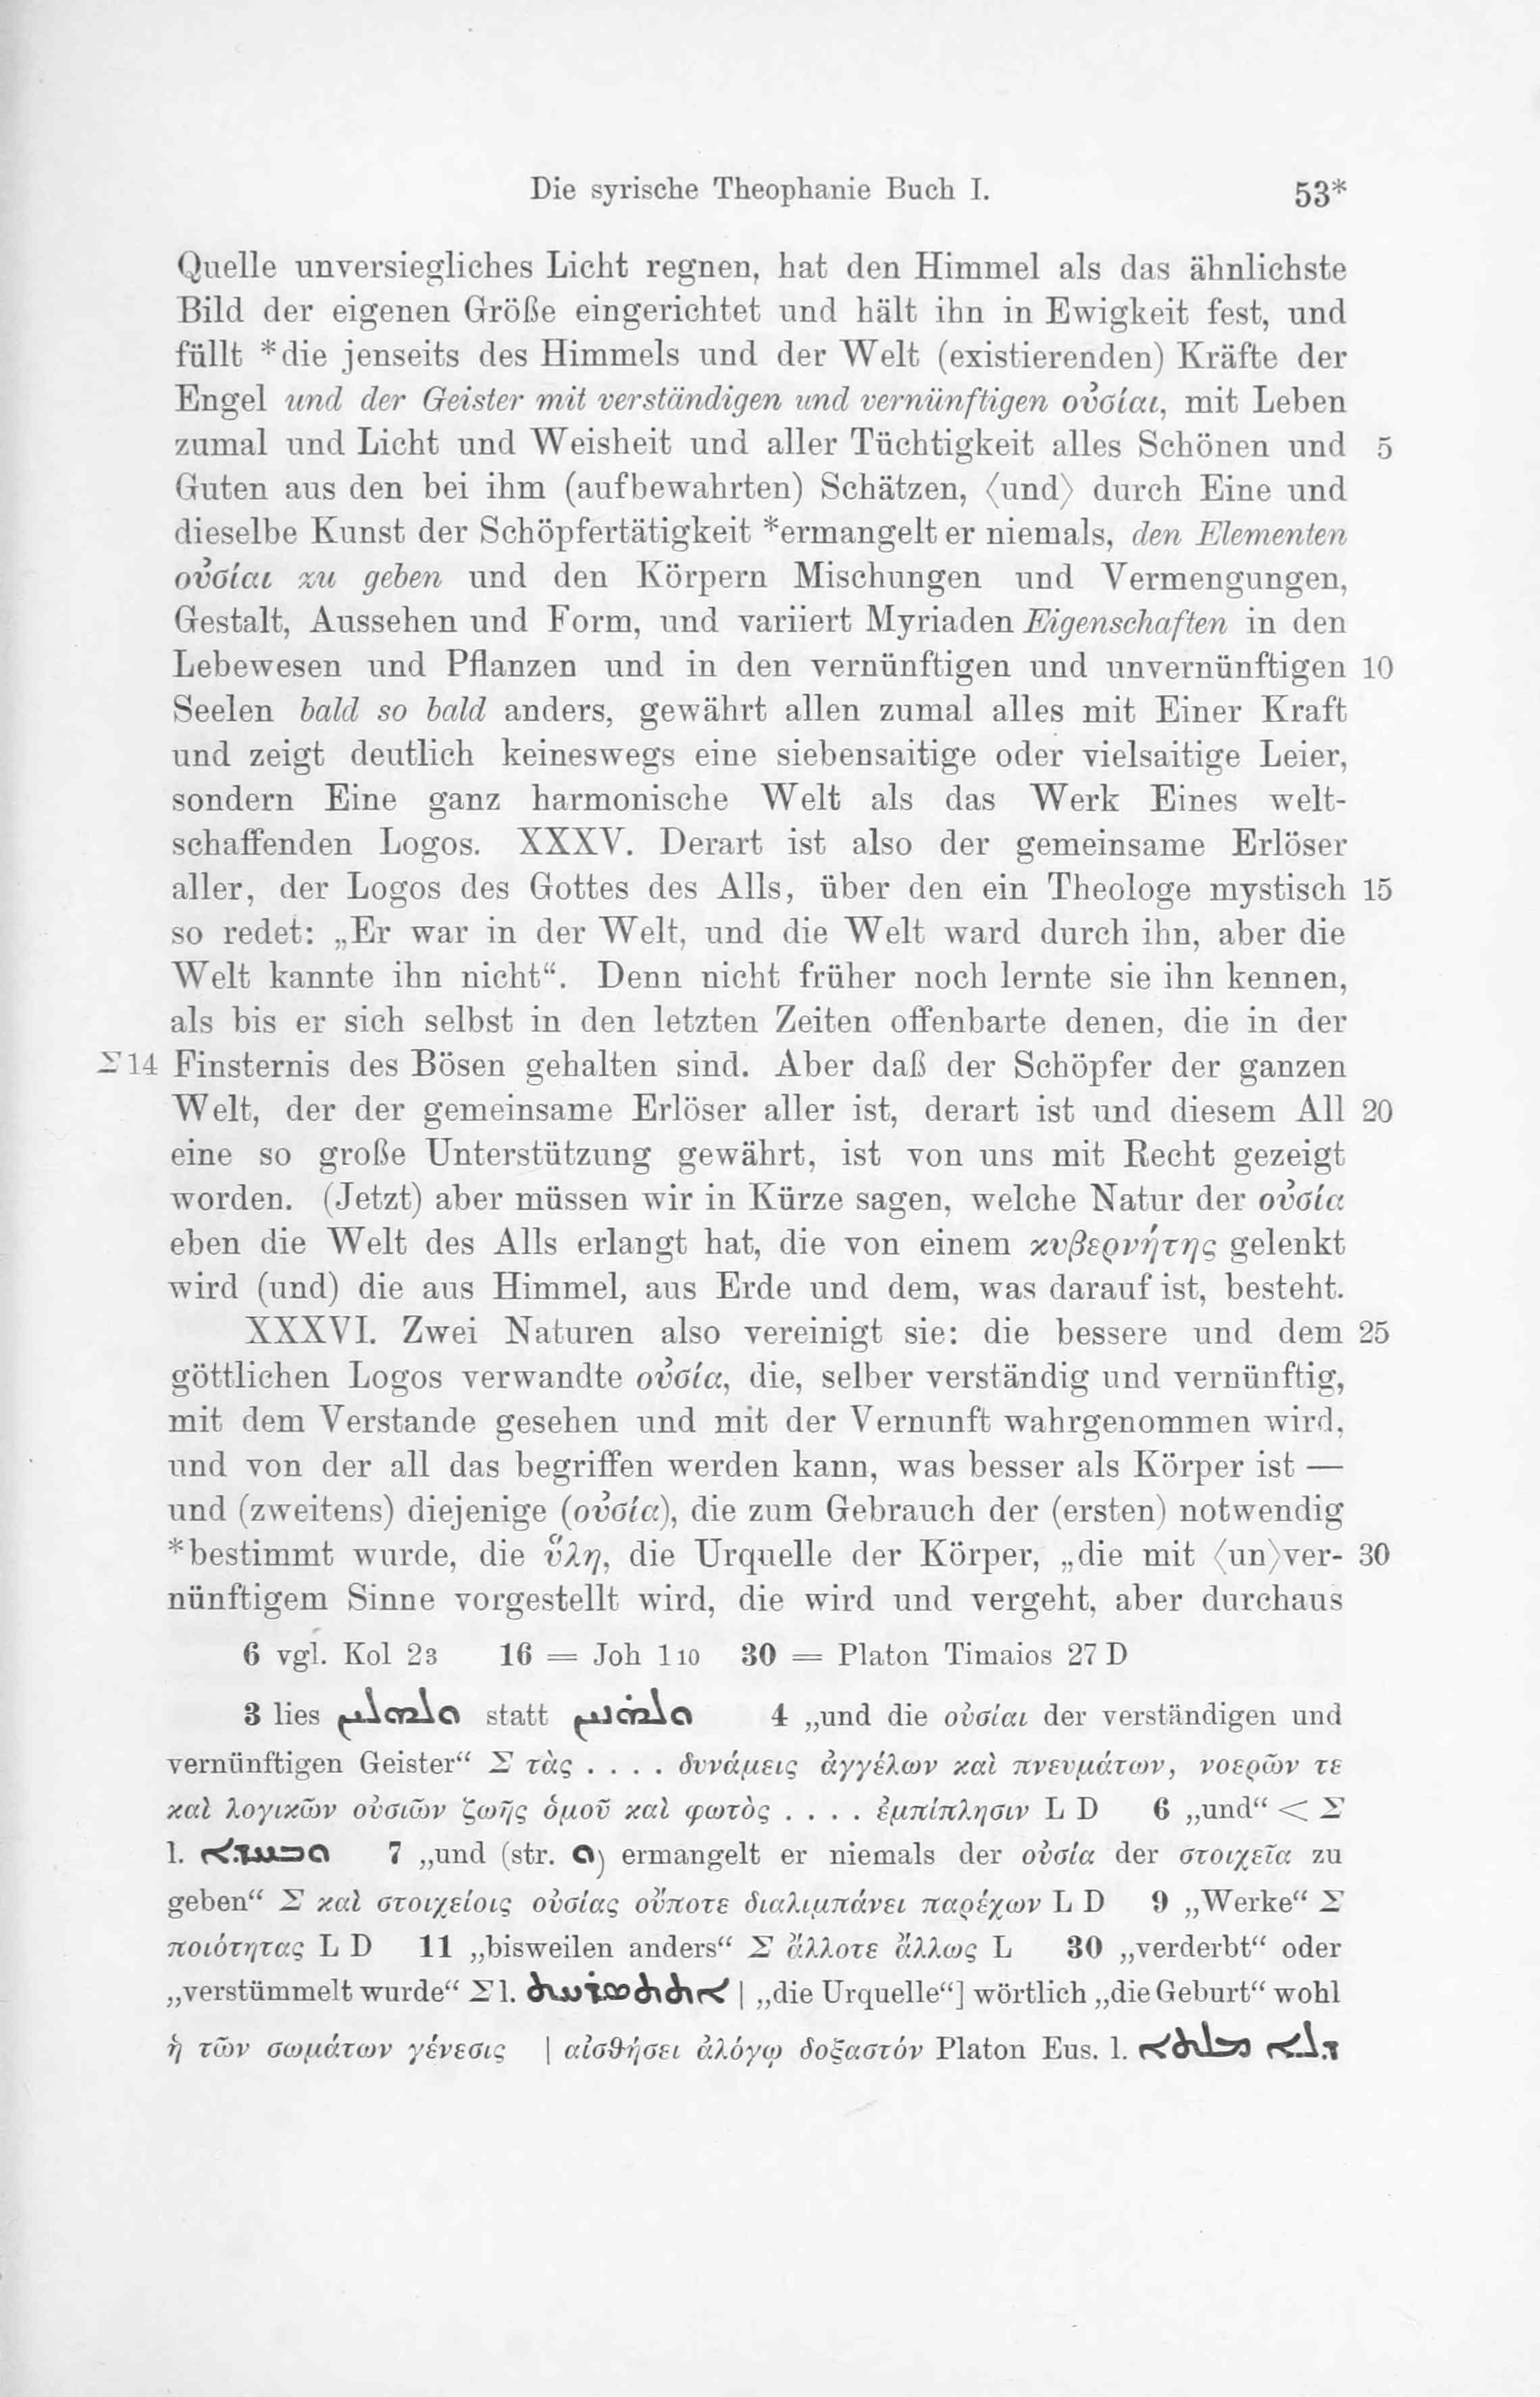 Die syrische Theophanie Buch I. 53*
Quelle unversiegliches Licht regnen, hat den Himmel als das ähnlichste
Bild der eigenen Größe eingerichtet und hält ihn in Ewigkeit fest, und
füllt *die jenseits des Himmels und der Welt (existierenden) Kräfte der
Engel und der Geister mit verständigen und vernünftigen οὐσίαι, mit Leben
zumal und Licht und Weisheit und aller Tüchtigkeit alles Schönen und 5
Guten aus den bei ihm (aufbewahrten) Schätzen, ⟨und⟩ durch Eine und
dieselbe Kunst der Schöpfertätigkeit *ermangelt er niemals, den Elementen
οὐσίαι zu geben und den Körpern Mischungen und Vermengungen,
Gestalt, Aussehen und Form, und variiert Myriaden Eigenschaften in den
Lebewesen und Pflanzen und in den vernünftigen und unvernünftigen 10
Seelen bald so bald anders, gewährt allen zumal alles mit Einer Kraft
und zeigt deutlich keineswegs eine siebensaitige oder vielsaitige Leier,
sondern Eine ganz harmonische Welt als das Werk Eines welt-
schaffenden Logos. XXXV. Derart ist also der gemeinsame Erlöser
aller, der Logos des Gottes des Alls, über den ein Theologe mystisch 15
so redet: „Er war in der Welt, und die Welt ward durch ihn, aber die
Welt kannte ihn nicht“. Denn nicht früher noch lernte sie ihn kennen,
als bis er sich selbst in den letzten Zeiten offenbarte denen, die in der
Σ 14 Finsternis des Bösen gehalten sind. Aber daß der Schöpfer der ganzen
Welt, der der gemeinsame Erlöser aller ist, derart ist und diesem All 20
eine so große Unterstützung gewährt, ist von uns mit Recht gezeigt
worden. (Jetzt) aber müssen wir in Kürze sagen, welche Natur der οὐσία
eben die Welt des Alls erlangt hat, die von einem κυβερνήτης gelenkt
wird (und) die aus Himmel, aus Erde und dem, was darauf ist, besteht.
XXXVI. Zwei Naturen also vereinigt sie: die bessere und dem 25
göttlichen Logos verwandte οὐσία, die, selber verständig und vernünftig,
mit dem Verstande gesehen und mit der Vernunft wahrgenommen wird,
und von der all das begriffen werden kann, was besser als Körper ist —
und (zweitens) diejenige (οὐσία), die zum Gebrauch der (ersten) notwendig
*bestimmt wurde, die ὕλη, die Urquelle der Körper, „die mit ⟨un⟩ver- 30
nünftigem Sinne vorgestellt wird, die wird und vergeht, aber durchaus
6 vgl. Kol 2 3 16 = Joh 1 10 30 = Platon Timaios 27 D
3 lies ܘܠܗܠܝܢ statt 4 „und die οὐσίαι der verständigen und
vernünftigen Geister“ Σ τὰς . . . . δυνάμεις ἀγγέλων καὶ πνευμάτων, νοερῶν τε
καὶ λογικῶν οὐσιῶν ζωῆς ὁμοῦ καὶ φωτὸς . . . . ἐμπίπλησιν L D 6 „und“ < Σ
l. ܘܒܚܕܐ 7 „und (str. ܘ) ermangelt er niemals der οὐσία der στοιχεῖα zu
geben“ Σ καὶ στοιχείοις οὐσίας οὔποτε διαλιμπάνει παρέχων L D 9 „Werke“ Σ
ποιότητας L D 11 „bisweilen anders“ Σ ἄλλοτε ἄλλως L 30 „verderbt“ oder
„verstümmelt wurde“ Σ l. | „die Urquelle“] wörtlich „die Geburt“ wohl
ἡ τῶν σωμάτων γένεσις | αἰσθήσει ἀλόγῳ δοξαστόν Platon Eus. l. ܕܠܐ ܡܠܬܐ